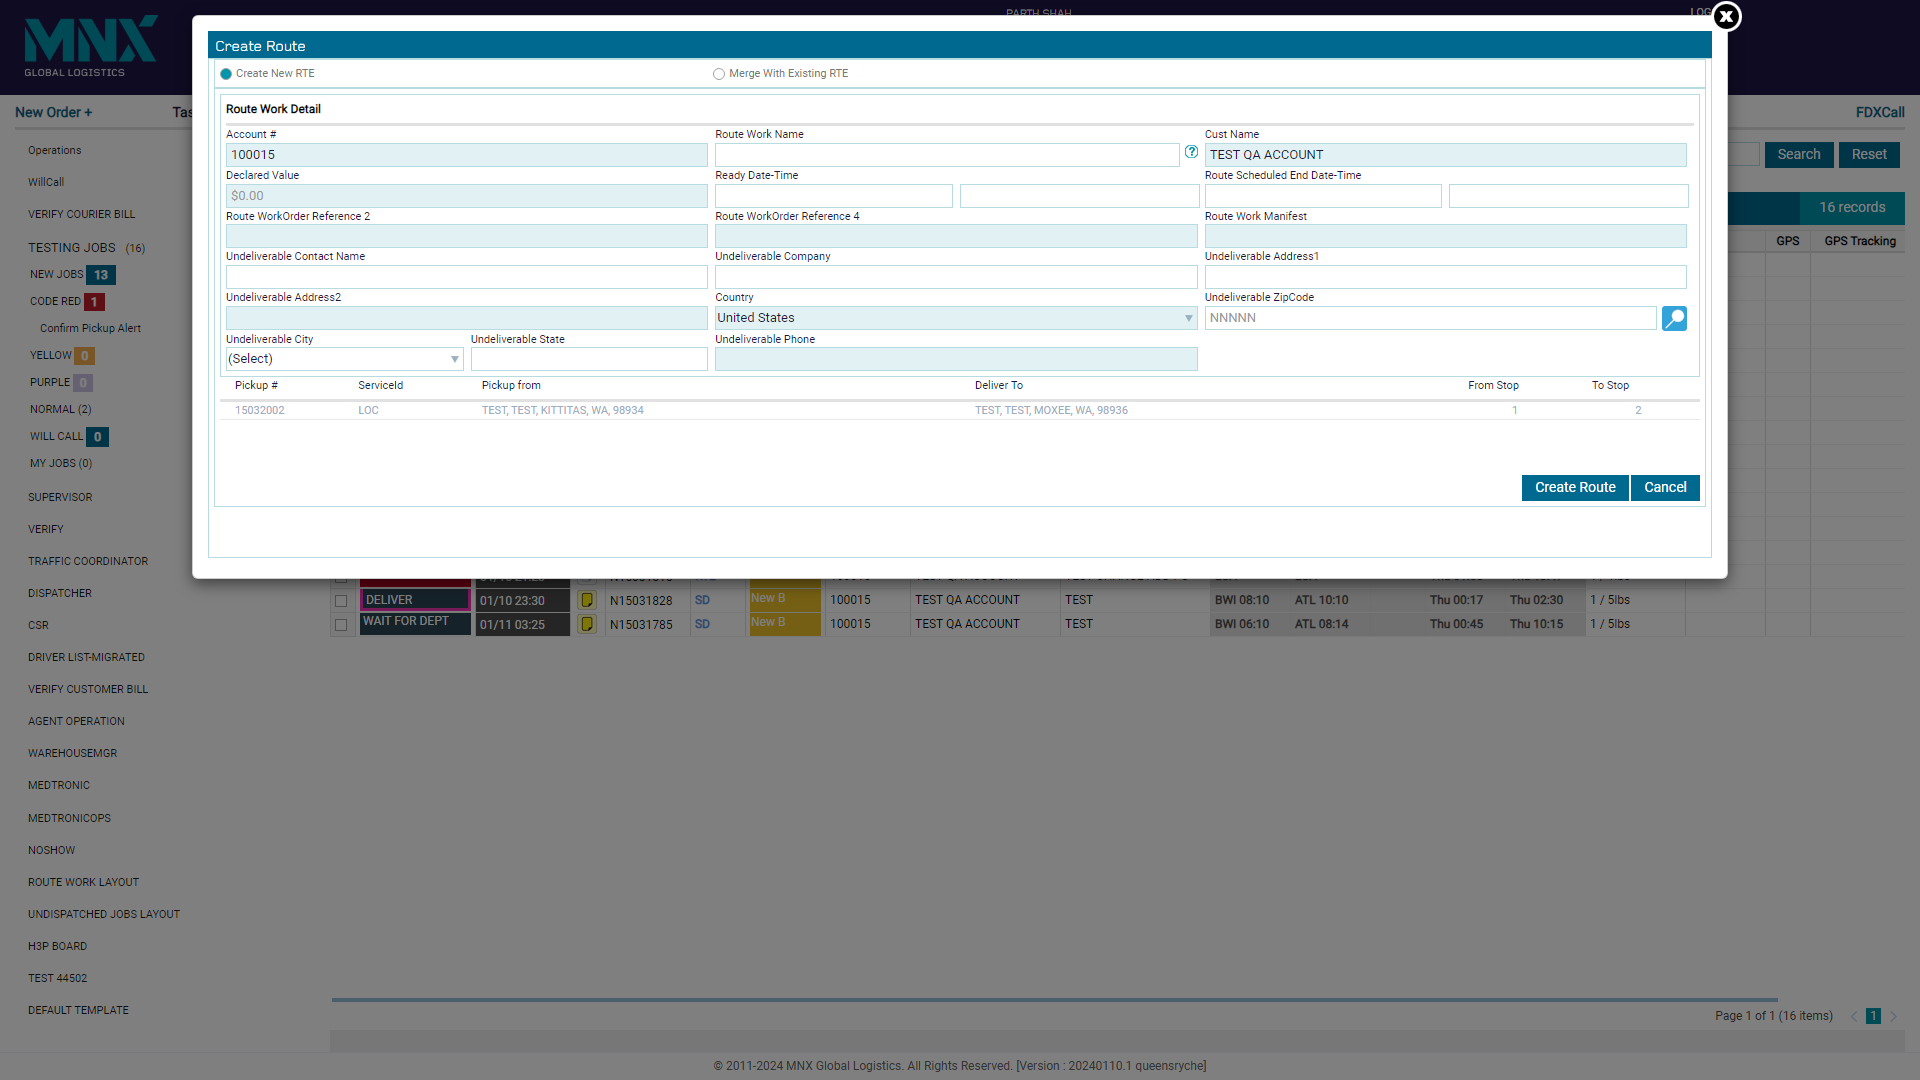 MNX
GLOBAL LOGISTICS
PARTH SHAH
X
Create Route
Create New RTE
Merge With Existing RTE
New Order +
FDXCall
Route Work Detail
Account #
Route Work Name
Cust Name
100015
?
TEST QA ACCOUNT
Search
Reset
Declared Value
Ready Date-Time
Route Scheduled End Date-Time
$0.00
16 records
Route WorkOrder Reference 2
Route WorkOrder Reference 4
Route Work Manifest
GPS
GPS Tracking
Undeliverable Contact Name
Undeliverable Company
Undeliverable Address1
Undeliverable Address2
Country
Undeliverable ZipCode
United States
NNNNN
Undeliverable City
Undeliverable State
Undeliverable Phone
(Select)
Pickup #
ServiceId
Pickup from
Deliver To
From Stop
To Stop
15032002
LOC
TEST, TEST, KITTITAS, WA, 98934
TEST, TEST, MOXEE, WA, 98936
1
2
Create Route
Cancel
Operations
WillCall
VERIFY COURIER BILL
TESTING JOBS (16)
NEW JOBS 13
CODE RED 1
Confirm Pickup Alert
YELLOW 0
PURPLE 0
NORMAL (2)
WILL CALL 0
MY JOBS (0)
SUPERVISOR
VERIFY
TRAFFIC COORDINATOR
DISPATCHER
CSR
DRIVER LIST-MIGRATED
VERIFY CUSTOMER BILL
AGENT OPERATION
WAREHOUSEMGR
MEDTRONIC
MEDTRONICOPS
NOSHOW
ROUTE WORK LAYOUT
UNDISPATCHED JOBS LAYOUT
H3P BOARD
TEST 44502
DEFAULT TEMPLATE
DELIVER 01/10 23:30 N15031828 SD New B 100015 TEST QA ACCOUNT TEST BWI 08:10 ATL 10:10 Thu 00:17 Thu 02:30 1 / 5lbs
WAIT FOR DEPT 01/11 03:25 N15031785 SD New B 100015 TEST QA ACCOUNT TEST BWI 06:10 ATL 08:14 Thu 00:45 Thu 10:15 1 / 5lbs
Page 1 of 1 (16 items) 1
© 2011-2024 MNX Global Logistics. All Rights Reserved. [Version : 20240110.1 queensryche]